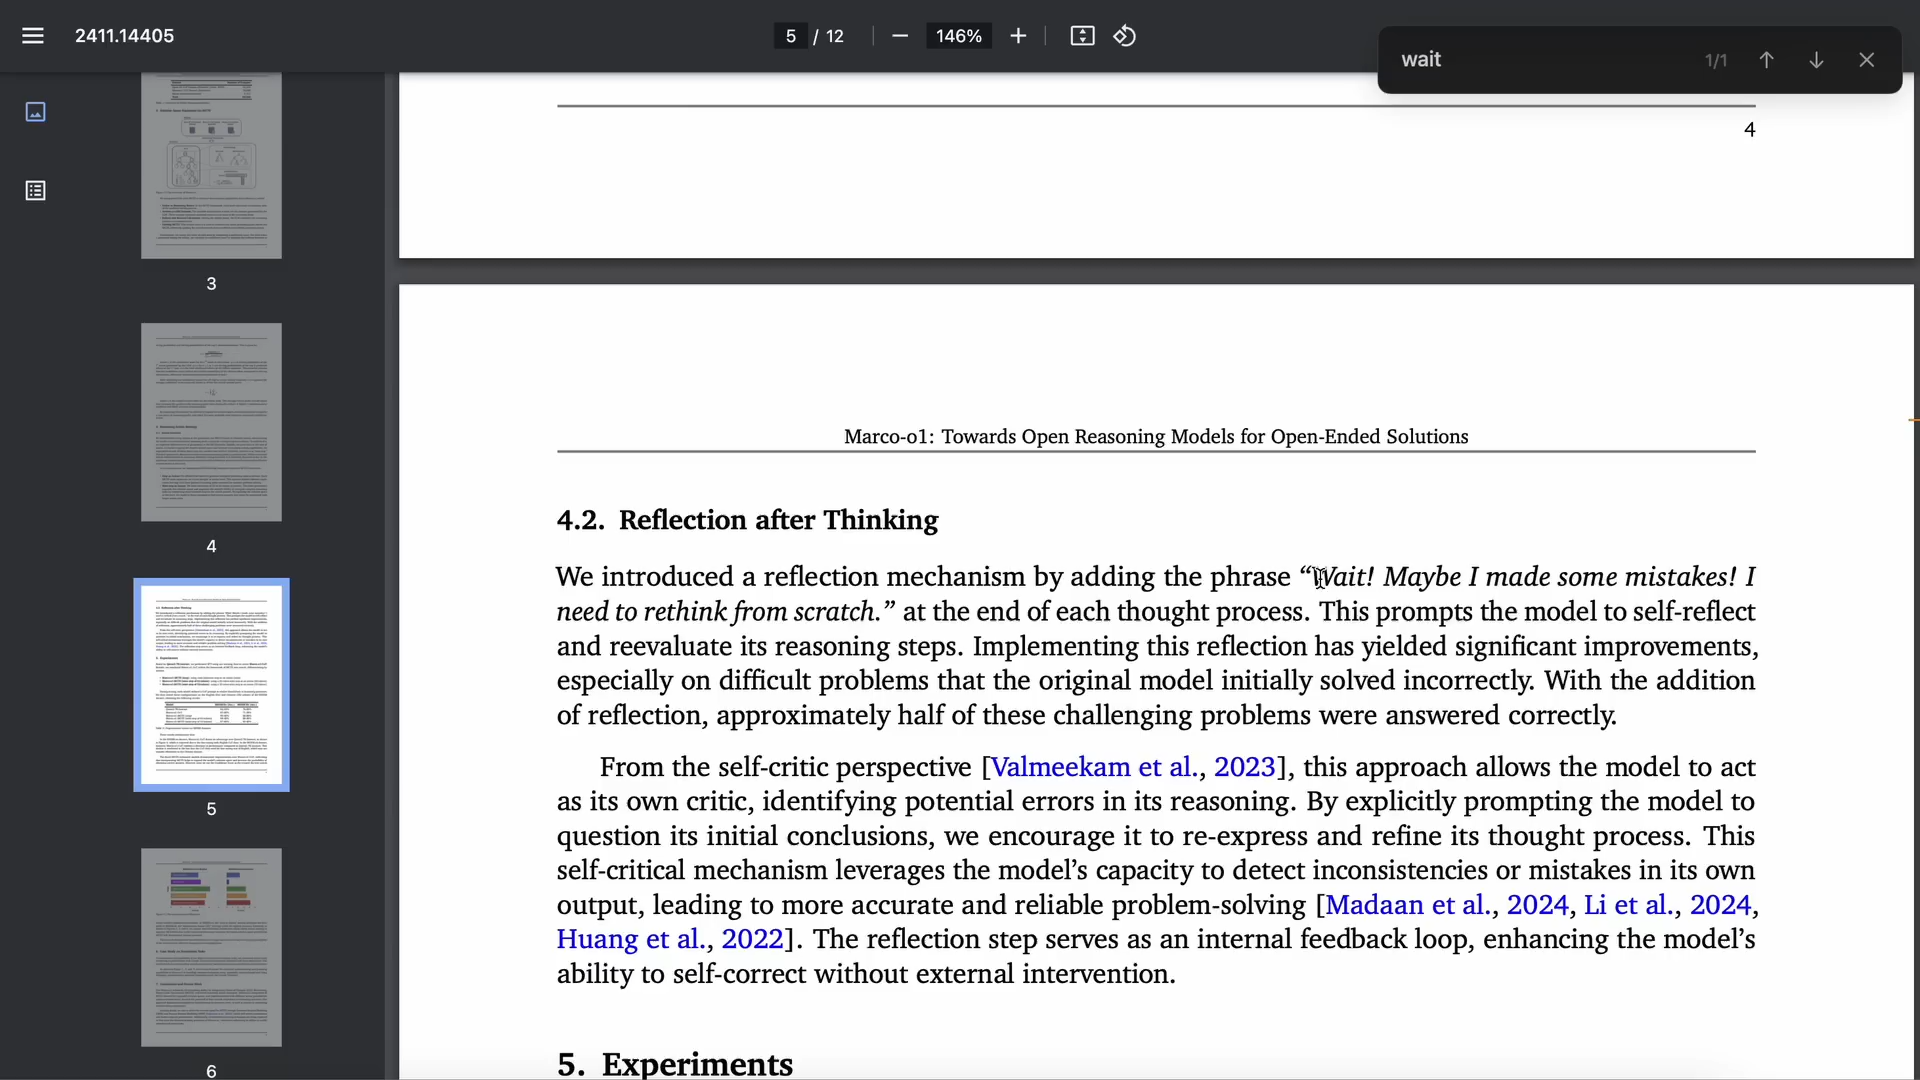 2411.14405
5 / 12
146%
wait
1/1
4
3
4
5
6
Marco-o1: Towards Open Reasoning Models for Open-Ended Solutions
4.2. Reflection after Thinking
We introduced a reflection mechanism by adding the phrase “Wait! Maybe I made some mistakes! I
need to rethink from scratch.” at the end of each thought process. This prompts the model to self-reflect
and reevaluate its reasoning steps. Implementing this reflection has yielded significant improvements,
especially on difficult problems that the original model initially solved incorrectly. With the addition
of reflection, approximately half of these challenging problems were answered correctly.
From the self-critic perspective [Valmeekam et al., 2023], this approach allows the model to act
as its own critic, identifying potential errors in its reasoning. By explicitly prompting the model to
question its initial conclusions, we encourage it to re-express and refine its thought process. This
self-critical mechanism leverages the model’s capacity to detect inconsistencies or mistakes in its own
output, leading to more accurate and reliable problem-solving [Madaan et al., 2024, Li et al., 2024,
Huang et al., 2022]. The reflection step serves as an internal feedback loop, enhancing the model’s
ability to self-correct without external intervention.
5. Experiments